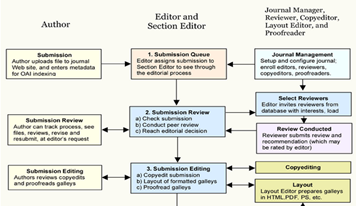 Author
Editor and
Section Editor
Journal Manager,
Reviewer, Copyeditor,
Layout Editor, and
Proofreader
Submission
Author uploads file to journal
Web site, and enters metadata
for OAI indexing
1. Submission Queue
Editor assigns submission
to Section Editor to see through
the editorial process
Journal Management
Setup and configure journal;
enroll editors, reviewers,
copyeditors, proofreaders.
Select Reviewers
Editor invites reviewers from
database with interests, load
Submission Review
Author can track process, see
files, reviews, revise and
resubmit, at editor's request
2. Submission Review
a) Check submission
b) Conduct peer review
c) Reach editorial decision
Review Conducted
Reviewer submits review and
recommendation (which may
be rated by editor)
Submission Editing
Authors reviews copyedits
and proofreads galleys
3. Submission Editing
a) Copyedit submission
b) Layout of formatted galleys
c) Proofread galleys
Copyediting
Layout
Layout Editor prepares galleys
in HTML,PDF, PS, etc.